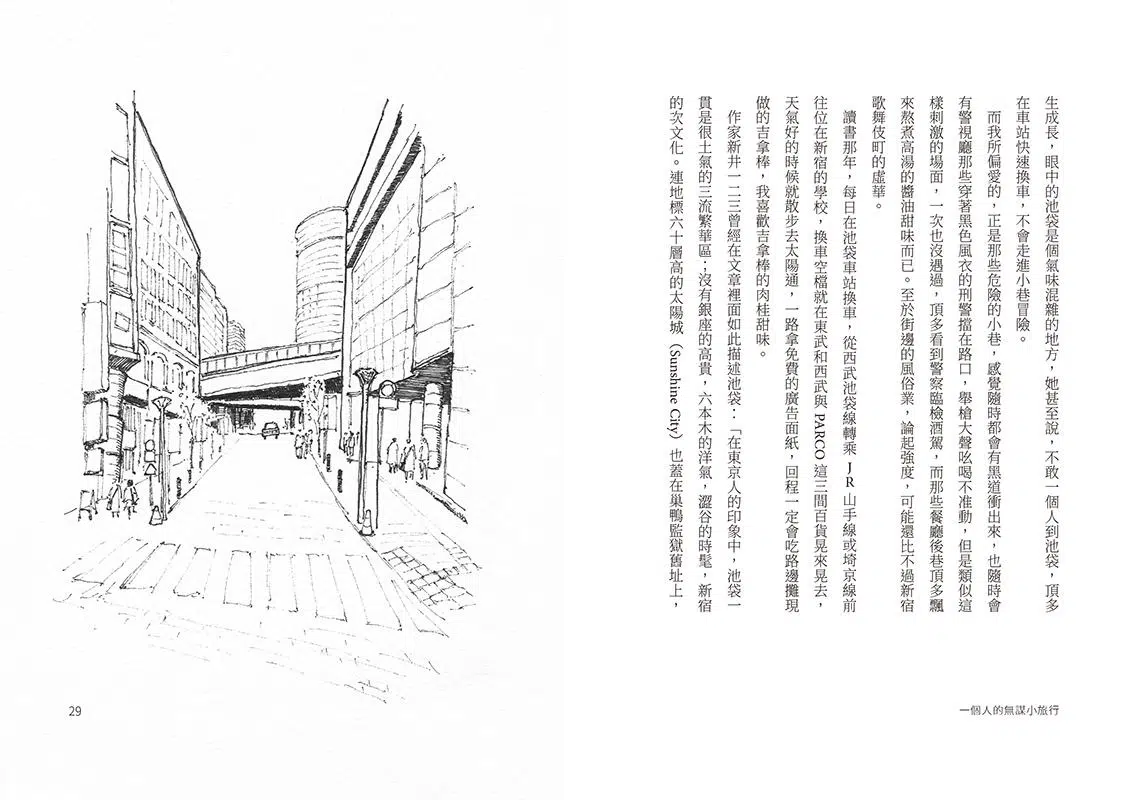 生成長，眼中的池袋是個氣味混雜的地方，她甚至說，不敢一個人到池袋，頂多
在車站快速換車，不會走進小巷冒險。
而我所偏愛的，正是那些危險的小巷，感覺隨時都會有黑道衝出來，也隨時會
有警視廳那些穿著黑色風衣的刑警擋在路口，舉槍大聲吆喝不准動，但是類似這
樣刺激的場面，一次也沒遇過，頂多看到警察臨檢酒駕，而那些餐廳後巷頂多飄
來熬煮高湯的醬油甜味而已。至於街邊的風俗業，論起強度，可能還比不過新宿
歌舞伎町的虛華。
讀書那年，每日在池袋車站換車，從西武池袋線轉乘 JR 山手線或埼京線前
往位在新宿的學校，換車空檔就在東武和西武與 PARCO 這三間百貨晃來晃去，
天氣好的時候就散步去太陽通，一路拿免費的廣告面紙，回程一定會吃路邊攤現
做的吉拿棒，我喜歡吉拿棒的肉桂甜味。
作家新井一二三曾經在文章裡面如此描述池袋：「在東京人的印象中，池袋一
貫是很土氣的三流繁華區；沒有銀座的高貴，六本木的洋氣，澀谷的時髦，新宿
的次文化。連地標六十層高的太陽城（Sunshine City）也蓋在巢鴨監獄舊址上，
一個人的無謀小旅行
29